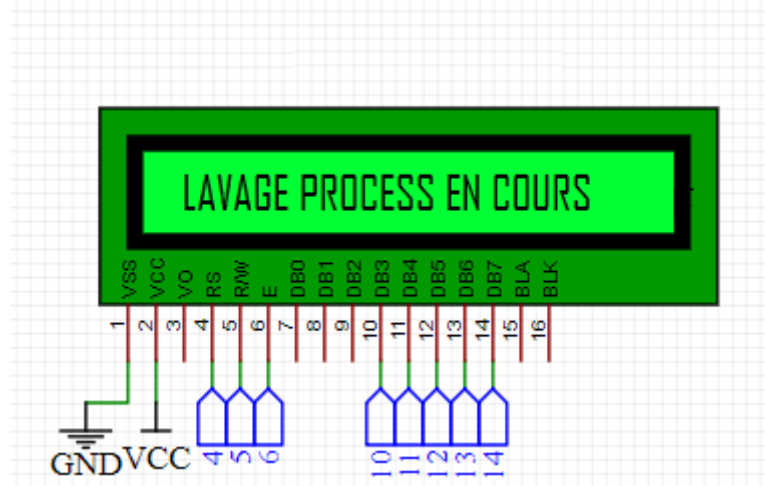 LAVAGE PROCESS EN COURS
VSS VCC VO RS R/W E DB0 DB1 DB2 DB3 DB4 DB5 DB6 DB7 BLA BLK
1 2 3 4 5 6 7 8 9 10 11 12 13 14 15 16
4 5 6 10 11 12 13 14
GND VCC